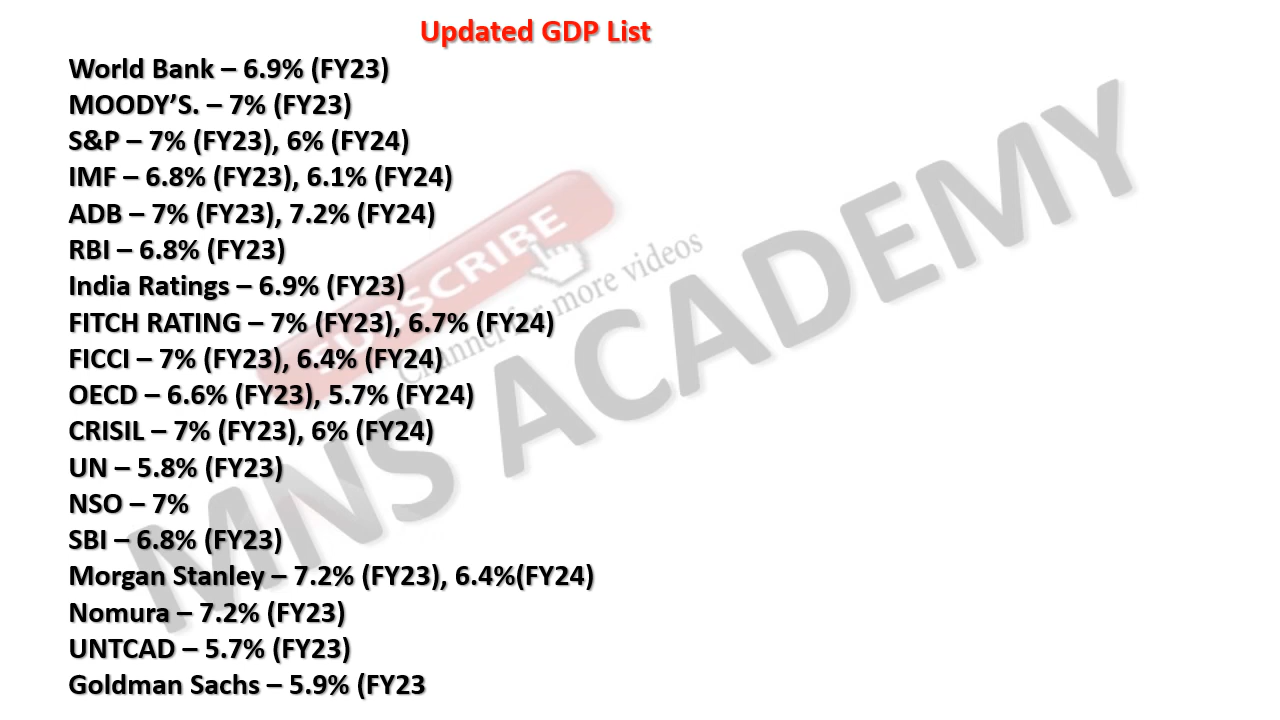 Updated GDP List
World Bank – 6.9% (FY23)
MOODY’S. – 7% (FY23)
S&P – 7% (FY23), 6% (FY24)
IMF – 6.8% (FY23), 6.1% (FY24)
ADB – 7% (FY23), 7.2% (FY24)
RBI – 6.8% (FY23)
India Ratings – 6.9% (FY23)
FITCH RATING – 7% (FY23), 6.7% (FY24)
FICCI – 7% (FY23), 6.4% (FY24)
OECD – 6.6% (FY23), 5.7% (FY24)
CRISIL – 7% (FY23), 6% (FY24)
UN – 5.8% (FY23)
NSO – 7%
SBI – 6.8% (FY23)
Morgan Stanley – 7.2% (FY23), 6.4%(FY24)
Nomura – 7.2% (FY23)
UNTCAD – 5.7% (FY23)
Goldman Sachs – 5.9% (FY23
SUBSCRIBE
Channel for more videos
MNS ACADEMY